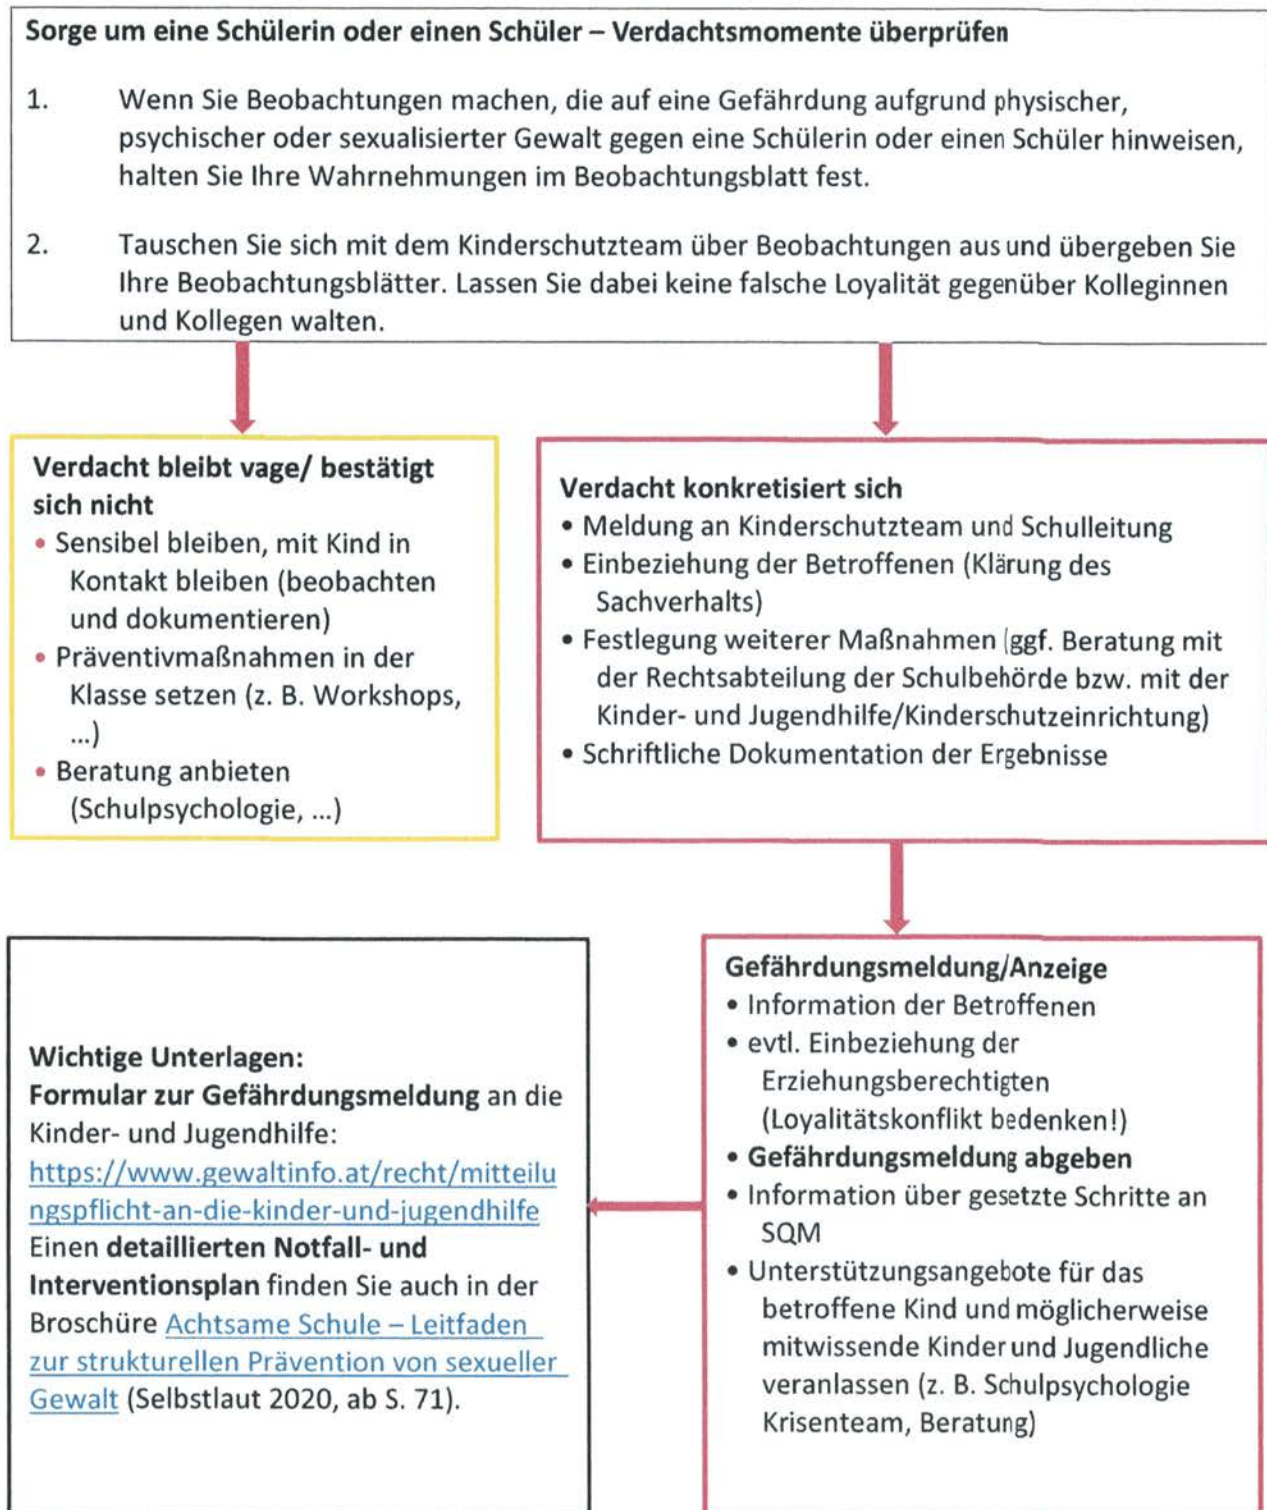 Sorge um eine Schülerin oder einen Schüler – Verdachtsmomente überprüfen
1. Wenn Sie Beobachtungen machen, die auf eine Gefährdung aufgrund physischer,
psychischer oder sexualisierter Gewalt gegen eine Schülerin oder einen Schüler hinweisen,
halten Sie Ihre Wahrnehmungen im Beobachtungsblatt fest.
2. Tauschen Sie sich mit dem Kinderschutzteam über Beobachtungen aus und übergeben Sie
Ihre Beobachtungsblätter. Lassen Sie dabei keine falsche Loyalität gegenüber Kolleginnen
und Kollegen walten.
Verdacht bleibt vage/ bestätigt
sich nicht
• Sensibel bleiben, mit Kind in
Kontakt bleiben (beobachten
und dokumentieren)
• Präventivmaßnahmen in der
Klasse setzen (z. B. Workshops,
...)
• Beratung anbieten
(Schulpsychologie, ...)
Verdacht konkretisiert sich
• Meldung an Kinderschutzteam und Schulleitung
• Einbeziehung der Betroffenen (Klärung des
Sachverhalts)
• Festlegung weiterer Maßnahmen (ggf. Beratung mit
der Rechtsabteilung der Schulbehörde bzw. mit der
Kinder- und Jugendhilfe/Kinderschutzeinrichtung)
• Schriftliche Dokumentation der Ergebnisse
Gefährdungsmeldung/Anzeige
• Information der Betroffenen
• evtl. Einbeziehung der
Erziehungsberechtigten
(Loyalitätskonflikt bedenken!)
• Gefährdungsmeldung abgeben
• Information über gesetzte Schritte an
SQM
• Unterstützungsangebote für das
betroffene Kind und möglicherweise
mitwissende Kinder und Jugendliche
veranlassen (z. B. Schulpsychologie
Krisenteam, Beratung)
Wichtige Unterlagen:
Formular zur Gefährdungsmeldung an die
Kinder- und Jugendhilfe:
https://www.gewaltinfo.at/recht/mitteilu
ngspflicht-an-die-kinder-und-jugendhilfe
Einen detaillierten Notfall- und
Interventionsplan finden Sie auch in der
Broschüre Achtsame Schule – Leitfaden
zur strukturellen Prävention von sexueller
Gewalt (Selbstlaut 2020, ab S. 71).